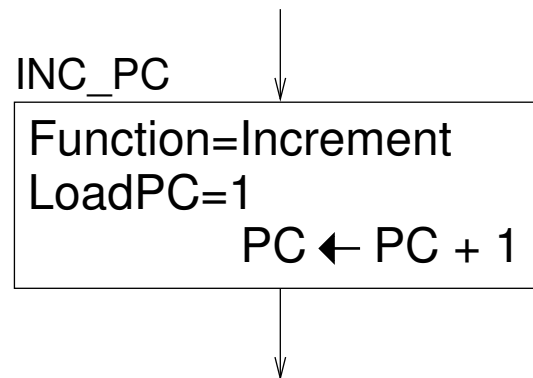 INC_PC
Function=Increment
LoadPC=1
PC ← PC + 1